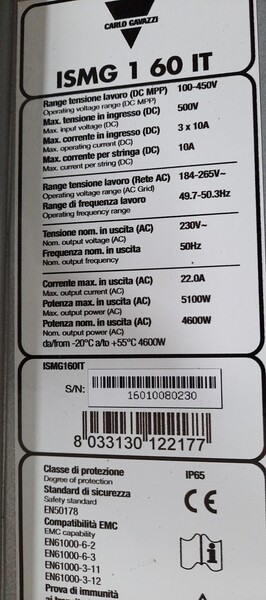 CARLO GAVAZZI
ISMG 1 60 IT
Range tensione lavoro (DC MPP) 100-450V
Operating voltage range (DC MPP)
Max. tensione in ingresso (DC) 500V
Max. input voltage (DC)
Max. corrente in ingresso (DC) 3 x 10A
Max. operating current (DC)
Max. corrente per stringa (DC) 10A
Max. current per string (DC)
Range tensione lavoro (Rete AC) 184-265V~
Operating voltage range (AC Grid)
Range di frequenza lavoro 49.7-50.3Hz
Operating frequency range
Tensione nom. in uscita (AC) 230V~
Nom. output voltage (AC)
Frequenza nom. in uscita 50Hz
Nom. output frequency
Corrente max. in uscita (AC) 22.0A
Max. output current (AC)
Potenza max. in uscita (AC) 5100W
Max. output power (AC)
Potenza nom. in uscita (AC) 4600W
Nom. output power (AC)
da/from -20°C a/to +55°C 4600W
ISMG160IT
S/N:
16010080230
8 033130 122177
Classe di protezione IP65
Degree of protection
Standard di sicurezza
Safety standard
EN50178
CE
Compatibilità EMC
EMC capability
EN61000-6-2
EN61000-6-3
EN61000-3-11
EN61000-3-12
Prova di immunità